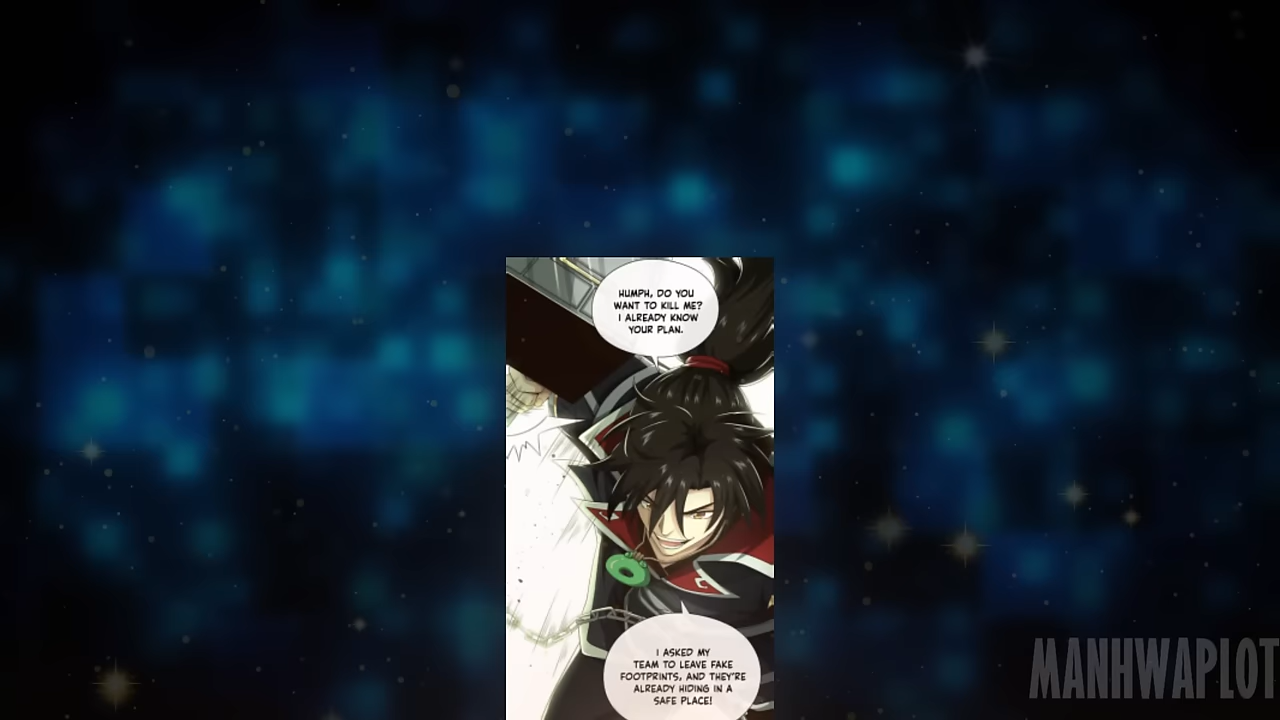 HUMPH, DO YOU
WANT TO KILL ME?
I ALREADY KNOW
YOUR PLAN.
I ASKED MY
TEAM TO LEAVE FAKE
FOOTPRINTS, AND THEY'RE
ALREADY HIDING IN A
SAFE PLACE!
MANHWAPLOT